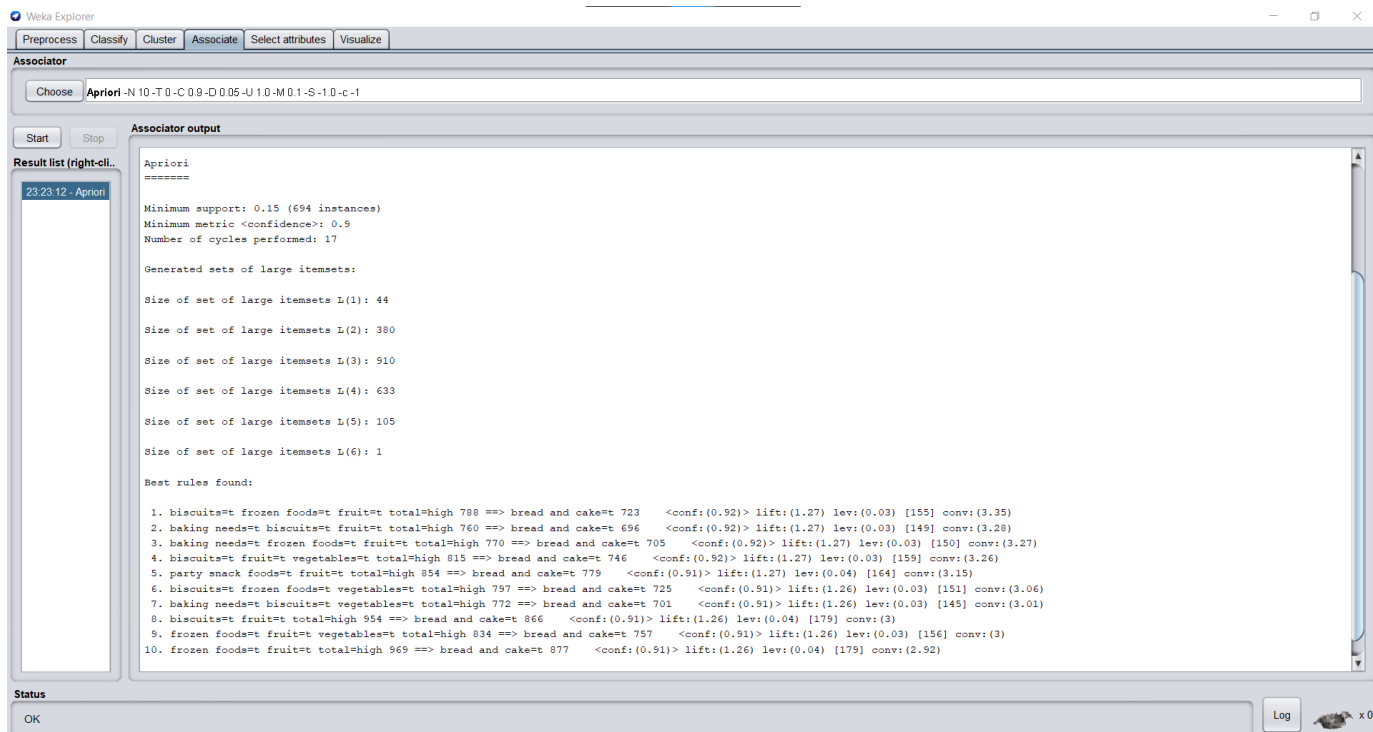 Weka Explorer
Preprocess Classify Cluster Associate Select attributes Visualize
Associator
Choose Apriori -N 10 -T 0 -C 0.9 -D 0.05 -U 1.0 -M 0.1 -S -1.0 -c -1
Start Stop
Associator output
Result list (right-cli..
23:23:12 - Apriori
Apriori
=======
Minimum support: 0.15 (694 instances)
Minimum metric <confidence>: 0.9
Number of cycles performed: 17
Generated sets of large itemsets:
Size of set of large itemsets L(1): 44
Size of set of large itemsets L(2): 380
Size of set of large itemsets L(3): 910
Size of set of large itemsets L(4): 633
Size of set of large itemsets L(5): 105
Size of set of large itemsets L(6): 1
Best rules found:
1. biscuits=t frozen foods=t fruit=t total=high 788 ==> bread and cake=t 723 <conf:(0.92)> lift:(1.27) lev:(0.03) [155] conv:(3.35)
2. baking needs=t biscuits=t fruit=t total=high 760 ==> bread and cake=t 696 <conf:(0.92)> lift:(1.27) lev:(0.03) [149] conv:(3.28)
3. baking needs=t frozen foods=t fruit=t total=high 770 ==> bread and cake=t 705 <conf:(0.92)> lift:(1.27) lev:(0.03) [150] conv:(3.27)
4. biscuits=t fruit=t vegetables=t total=high 815 ==> bread and cake=t 746 <conf:(0.92)> lift:(1.27) lev:(0.03) [159] conv:(3.26)
5. party snack foods=t fruit=t total=high 854 ==> bread and cake=t 779 <conf:(0.91)> lift:(1.27) lev:(0.04) [164] conv:(3.15)
6. biscuits=t frozen foods=t vegetables=t total=high 797 ==> bread and cake=t 725 <conf:(0.91)> lift:(1.26) lev:(0.03) [151] conv:(3.06)
7. baking needs=t biscuits=t vegetables=t total=high 772 ==> bread and cake=t 701 <conf:(0.91)> lift:(1.26) lev:(0.03) [145] conv:(3.01)
8. biscuits=t fruit=t total=high 954 ==> bread and cake=t 866 <conf:(0.91)> lift:(1.26) lev:(0.04) [179] conv:(3)
9. frozen foods=t fruit=t vegetables=t total=high 834 ==> bread and cake=t 757 <conf:(0.91)> lift:(1.26) lev:(0.03) [156] conv:(3)
10. frozen foods=t fruit=t total=high 969 ==> bread and cake=t 877 <conf:(0.91)> lift:(1.26) lev:(0.04) [179] conv:(2.92)
Status
OK
Log
x 0